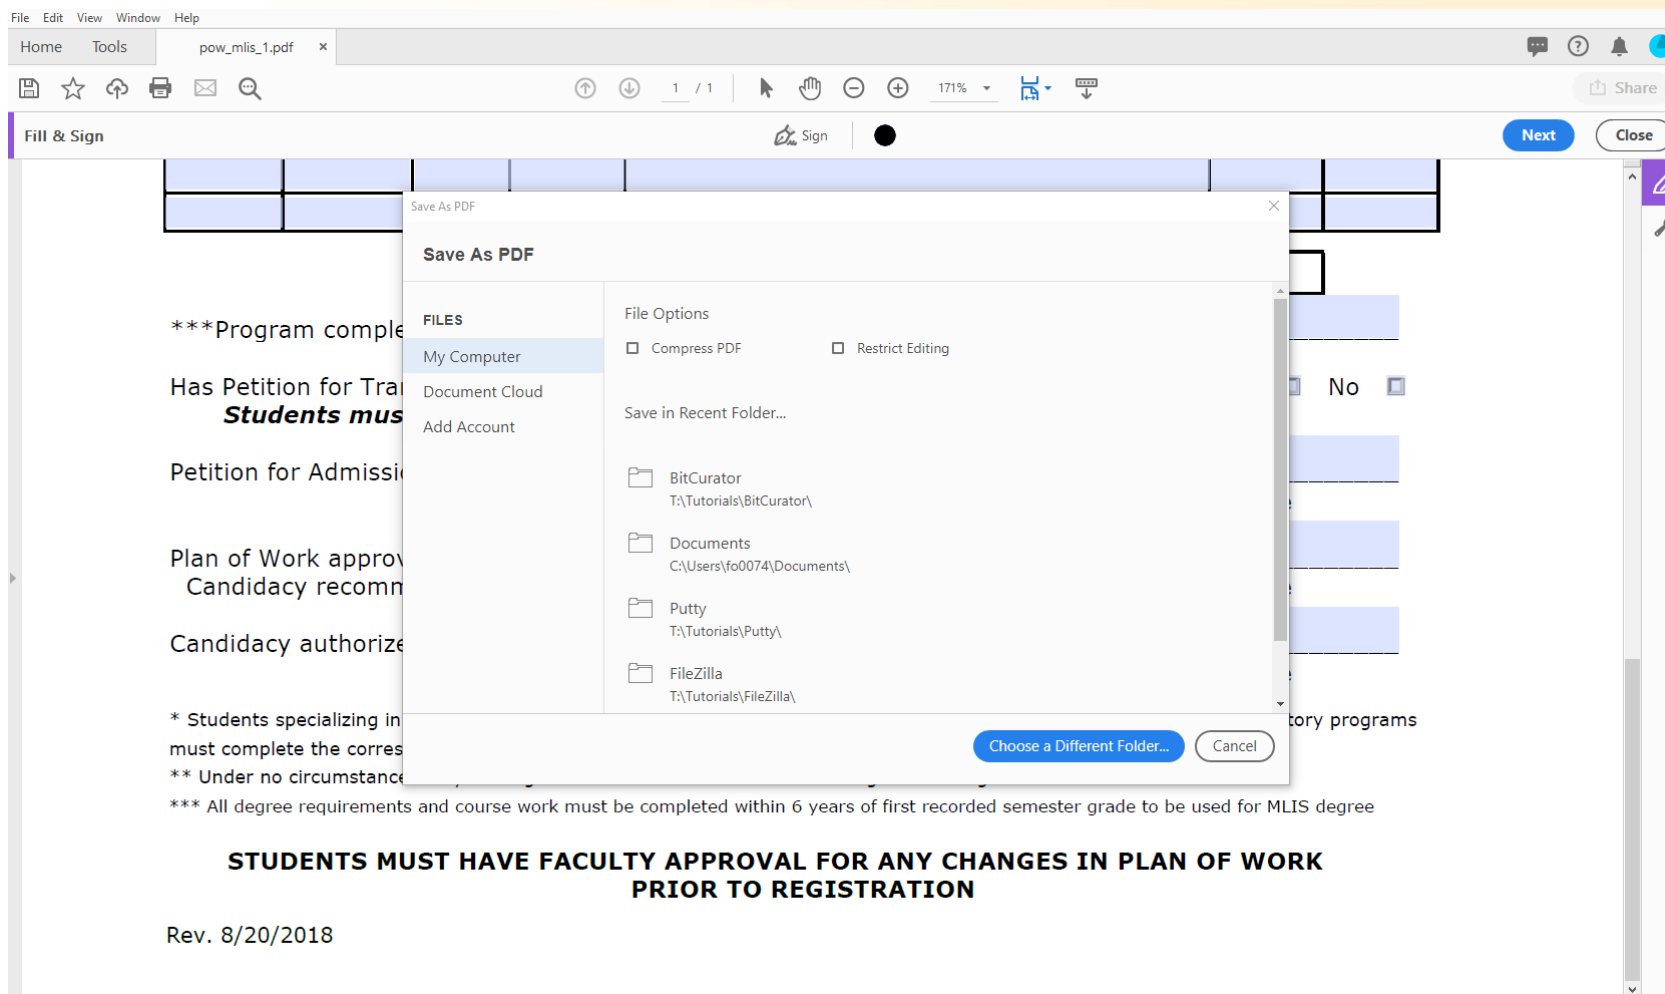 File Edit View Window Help
Home Tools pow_mlis_1.pdf ×
1 / 1 171% Share
Fill & Sign Sign Next Close
Save As PDF
Save As PDF
FILES
My Computer
Document Cloud
Add Account
File Options
Compress PDF Restrict Editing
Save in Recent Folder...
BitCurator
T:\Tutorials\BitCurator\
Documents
C:\Users\fo0074\Documents\
Putty
T:\Tutorials\Putty\
FileZilla
T:\Tutorials\FileZilla\
Choose a Different Folder... Cancel
***Program comple
Has Petition for Tra No
Students mus
Petition for Admissi
Plan of Work approv
Candidacy recomm
Candidacy authorize
* Students specializing in tory programs
must complete the corres
** Under no circumstance
*** All degree requirements and course work must be completed within 6 years of first recorded semester grade to be used for MLIS degree
STUDENTS MUST HAVE FACULTY APPROVAL FOR ANY CHANGES IN PLAN OF WORK
PRIOR TO REGISTRATION
Rev. 8/20/2018